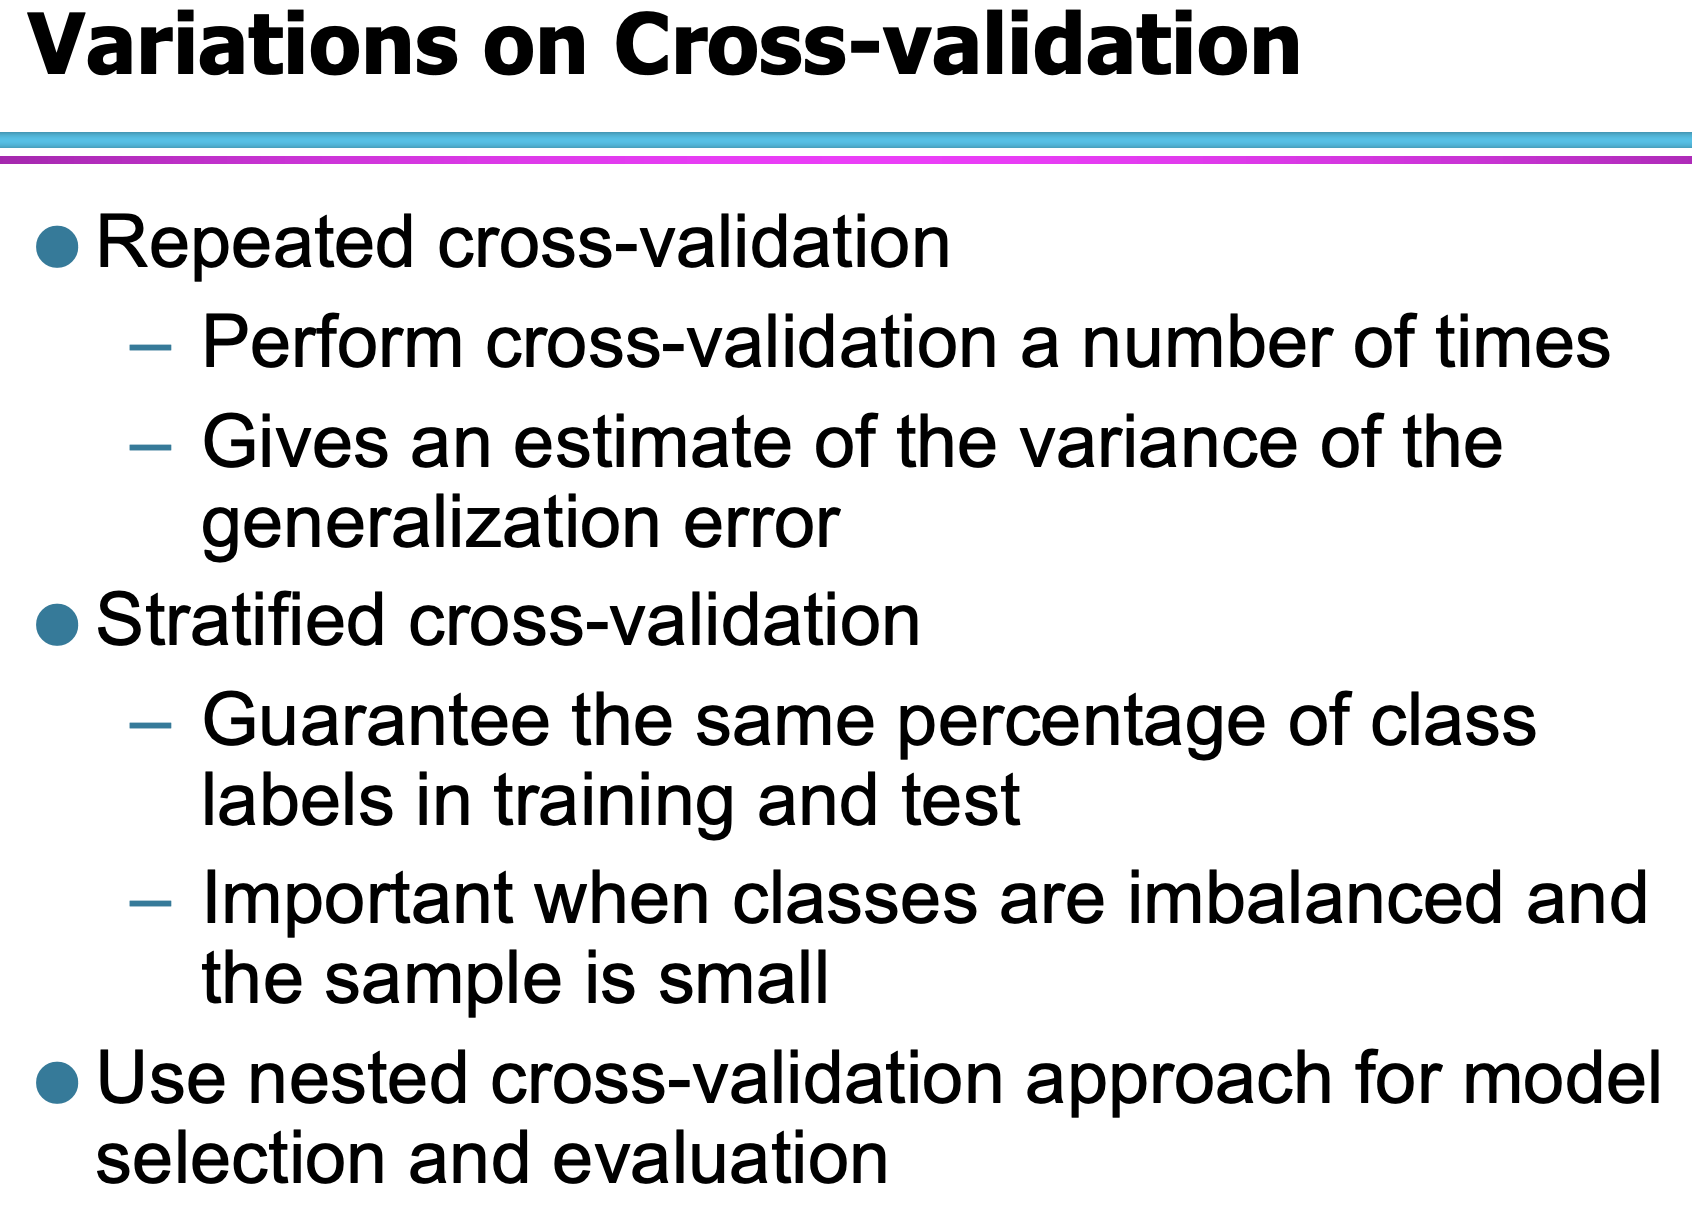 Variations on Cross-validation
● Repeated cross-validation
– Perform cross-validation a number of times
– Gives an estimate of the variance of the
generalization error
● Stratified cross-validation
– Guarantee the same percentage of class
labels in training and test
– Important when classes are imbalanced and
the sample is small
● Use nested cross-validation approach for model
selection and evaluation